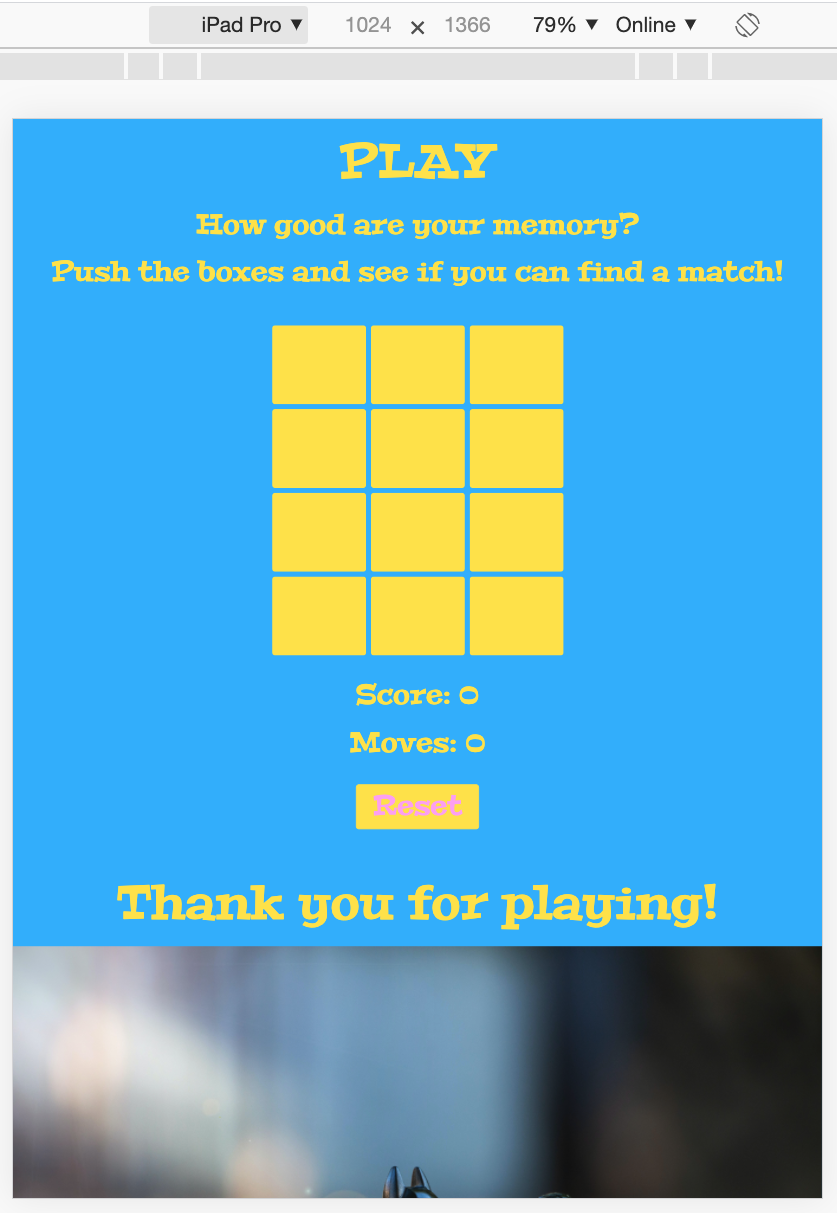 iPad Pro ▼ 1024 × 1366 79% ▼ Online ▼
PLAY
How good are your memory?
Push the boxes and see if you can find a match!
Score: 0
Moves: 0
Reset
Thank you for playing!